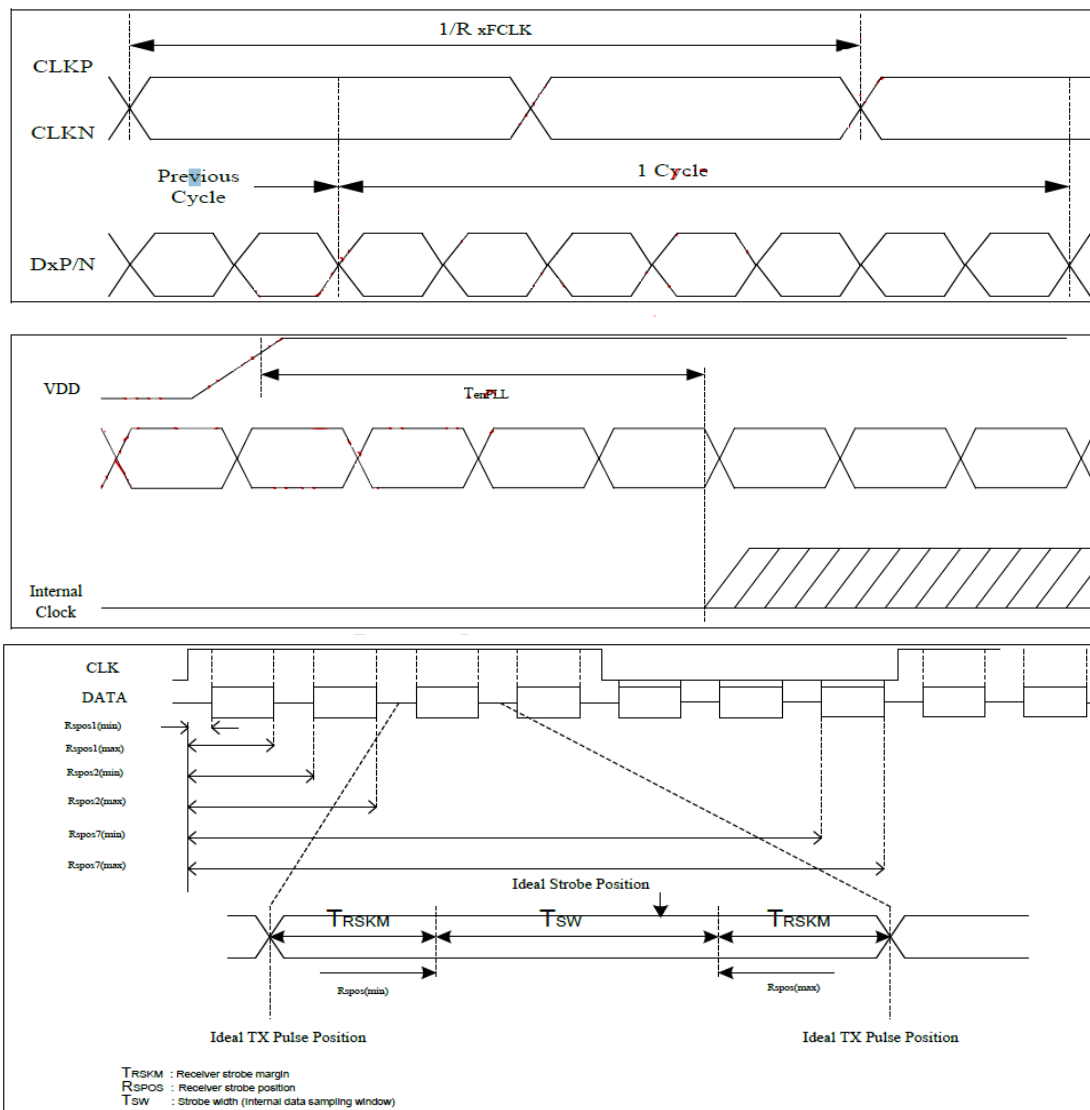 1/R xFCLK
CLKP
CLKN
Previous
Cycle
1 Cycle
DxP/N
VDD
TenPLL
Internal
Clock
CLK
DATA
Rspos1(min)
Rspos1(max)
Rspos2(min)
Rspos2(max)
Rspos7(min)
Rspos7(max)
Ideal Strobe Position
TRSKM TSW TRSKM
Rspos(min) Rspos(max)
Ideal TX Pulse Position Ideal TX Pulse Position
TRSKM : Receiver strobe margin
RSPOS : Receiver strobe position
TSW : Strobe width (Internal data sampling window)